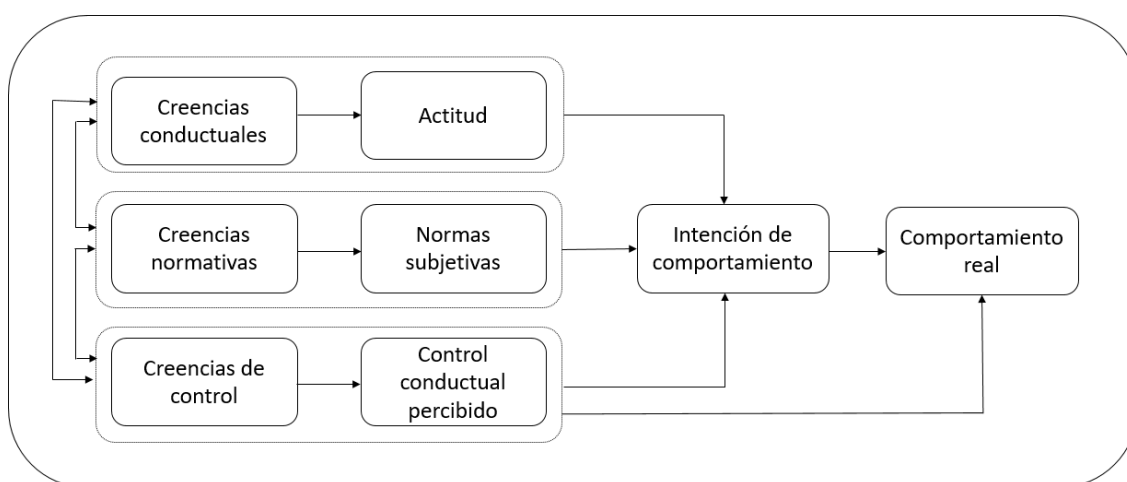 Creencias
conductuales
Actitud
Creencias
normativas
Normas
subjetivas
Intención de
comportamiento
Comportamiento
real
Creencias de
control
Control
conductual
percibido